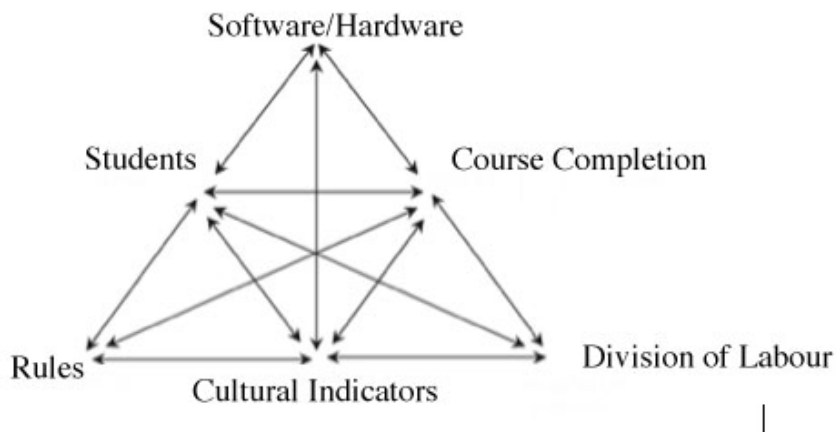 Software/Hardware
Students
Course Completion
Rules
Cultural Indicators
Division of Labour